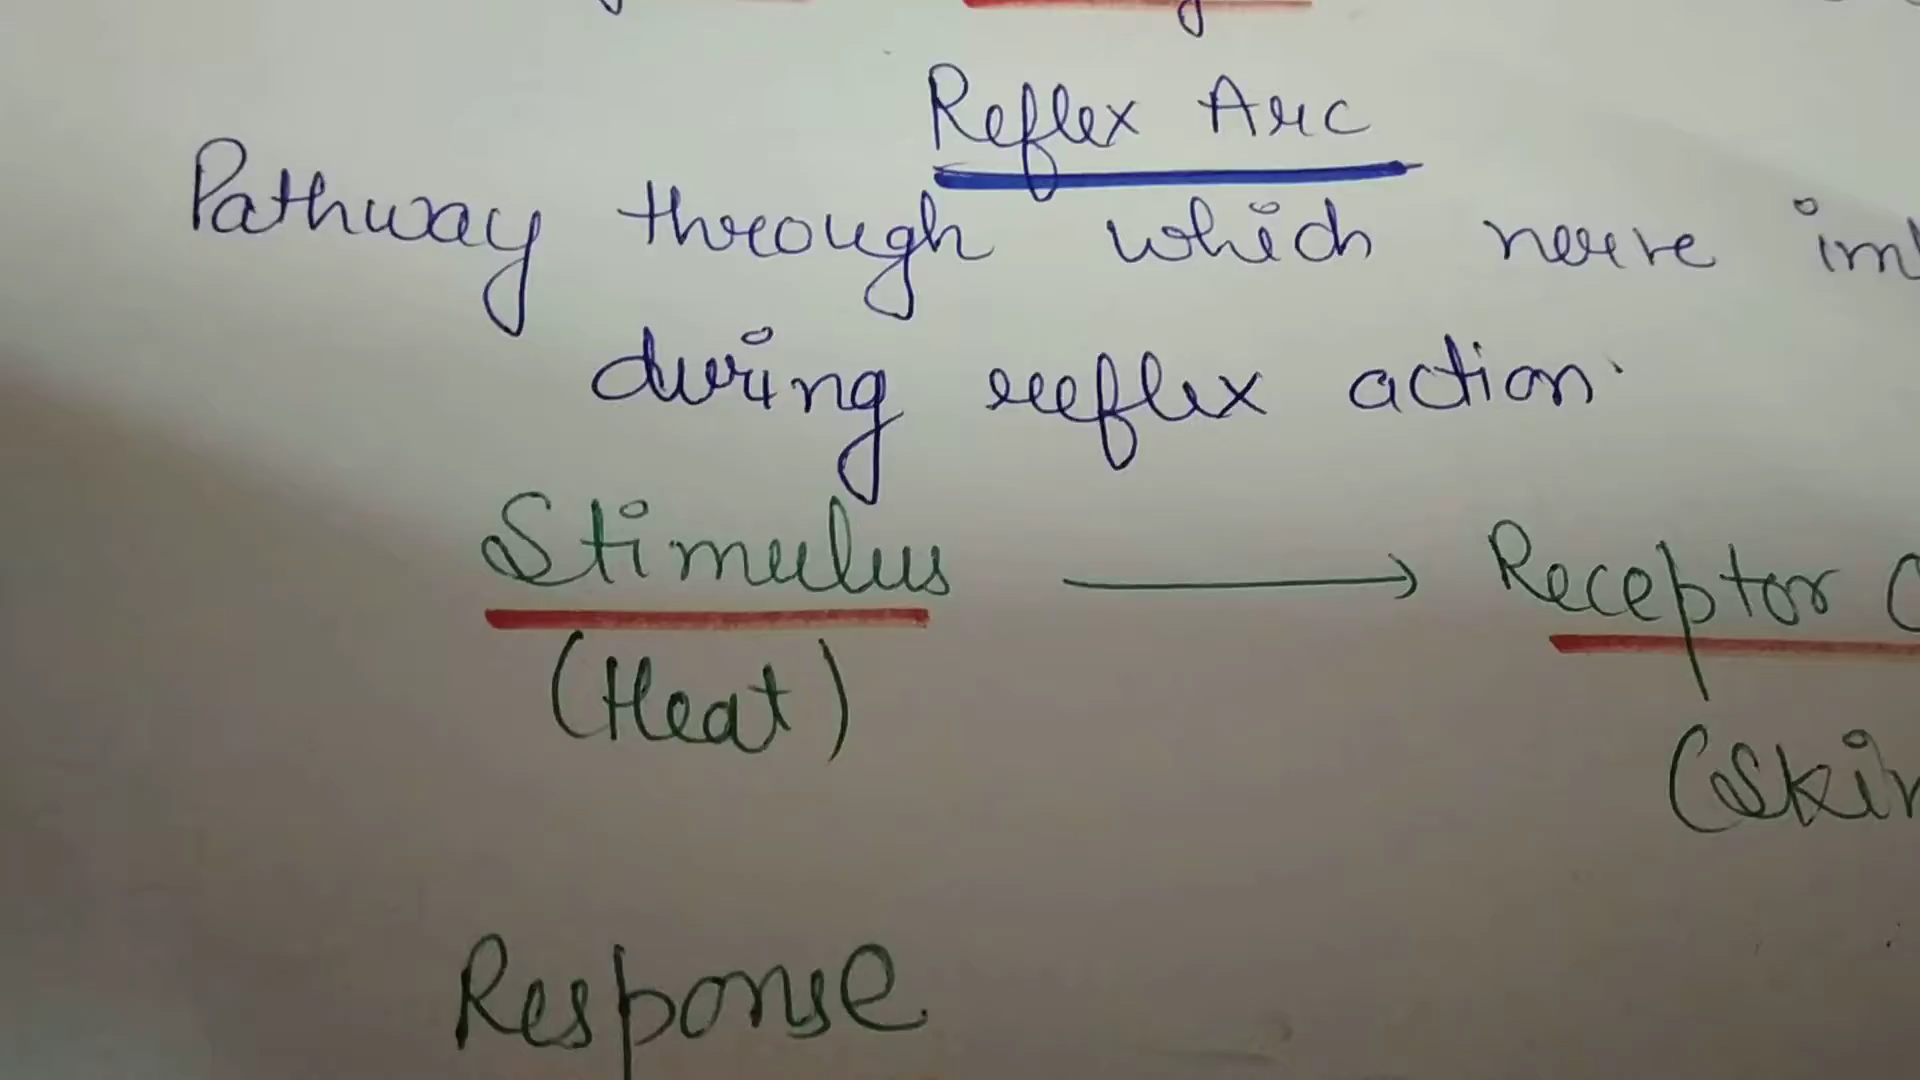 Reflex Arc
Pathway through which nerve
during reflex action.
Stimulus → Receptor
(Heat)
Response